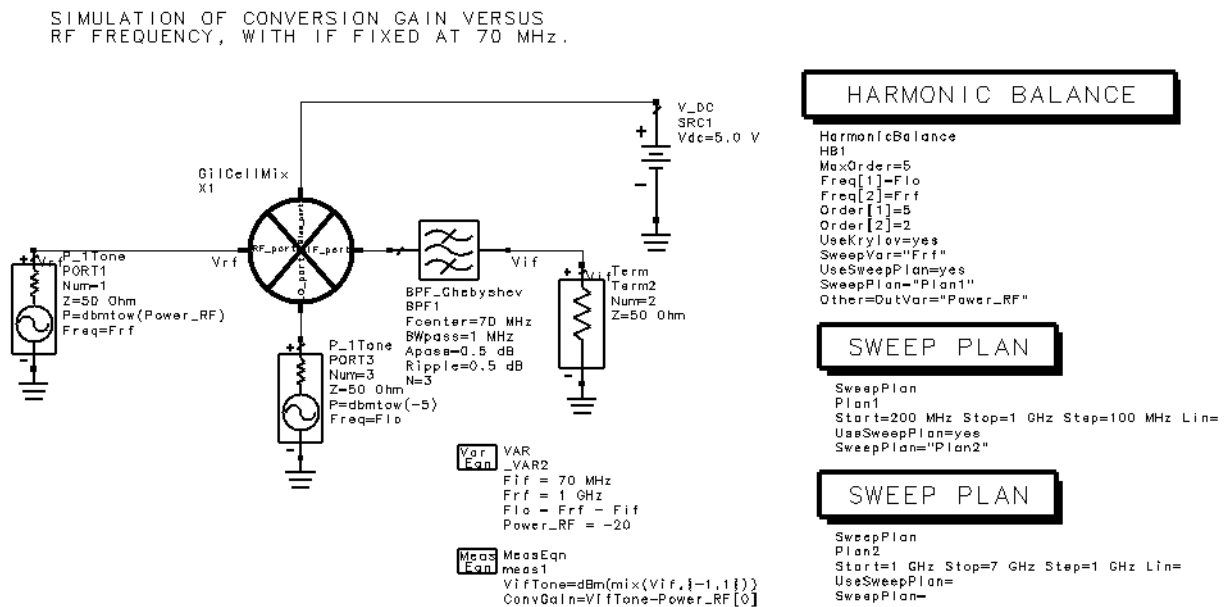 SIMULATION OF CONVERSION GAIN VERSUS
RF FREQUENCY, WITH IF FIXED AT 70 MHz.
V_DC
SRC1
Vdc=5.0 V
+
-
GilCellMix
X1
RF_port
IF_port
Vrf
Vrf
P_1Tone
PORT1
Num=1
Z=50 Ohm
P=dbmtow(Power_RF)
Freq=Frf
+
-
P_1Tone
PORT3
Num=3
Z=50 Ohm
P=dbmtow(-5)
Freq=Flo
+
-
BPF_Chebyshev
BPF1
Fcenter=70 MHz
BWpass=1 MHz
Apass=0.5 dB
Ripple=0.5 dB
N=3
Vif
Vif
Term
Term2
Num=2
Z=50 Ohm
+
-
Var
Eqn
VAR
_VAR2
Fif = 70 MHz
Frf = 1 GHz
Flo = Frf - Fif
Power_RF = -20
Meas
Eqn
MeasEqn
meas1
VifTone=dBm(mix(Vif,{-1,1}))
ConvGain=VifTone-Power_RF[0]
HARMONIC BALANCE
HarmonicBalance
HB1
MaxOrder=5
Freq[1]=Flo
Freq[2]=Frf
Order[1]=5
Order[2]=2
UseKrylov=yes
SweepVar="Frf"
UseSweepPlan=yes
SweepPlan="Plan1"
Other=OutVar="Power_RF"
SWEEP PLAN
SweepPlan
Plan1
Start=200 MHz Stop=1 GHz Step=100 MHz Lin=
UseSweepPlan=yes
SweepPlan="Plan2"
SWEEP PLAN
SweepPlan
Plan2
Start=1 GHz Stop=7 GHz Step=1 GHz Lin=
UseSweepPlan=
SweepPlan=